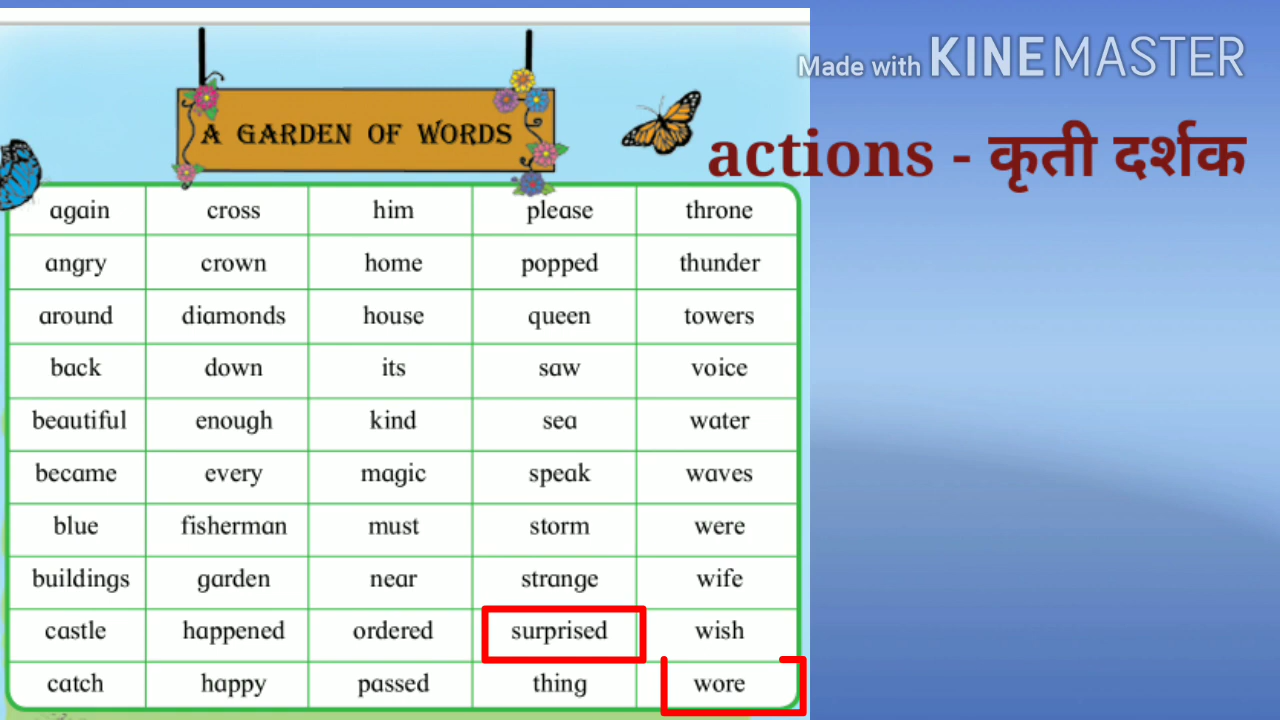 Made with KINEMASTER
A GARDEN OF WORDS
actions - कृती दर्शक
again cross him please throne
angry crown home popped thunder
around diamonds house queen towers
back down its saw voice
beautiful enough kind sea water
became every magic speak waves
blue fisherman must storm were
buildings garden near strange wife
castle happened ordered surprised wish
catch happy passed thing wore